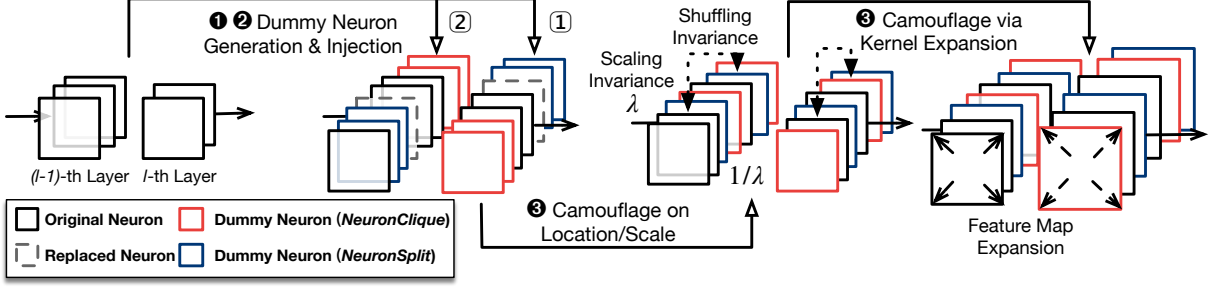 ❶ ❷ Dummy Neuron
Generation & Injection
2
1
Shuffling
Invariance
Scaling
Invariance
λ
1/λ
❸ Camouflage via
Kernel Expansion
(l-1)-th Layer
l-th Layer
❸ Camouflage on
Location/Scale
Feature Map
Expansion
Original Neuron
Dummy Neuron (NeuronClique)
Replaced Neuron
Dummy Neuron (NeuronSplit)